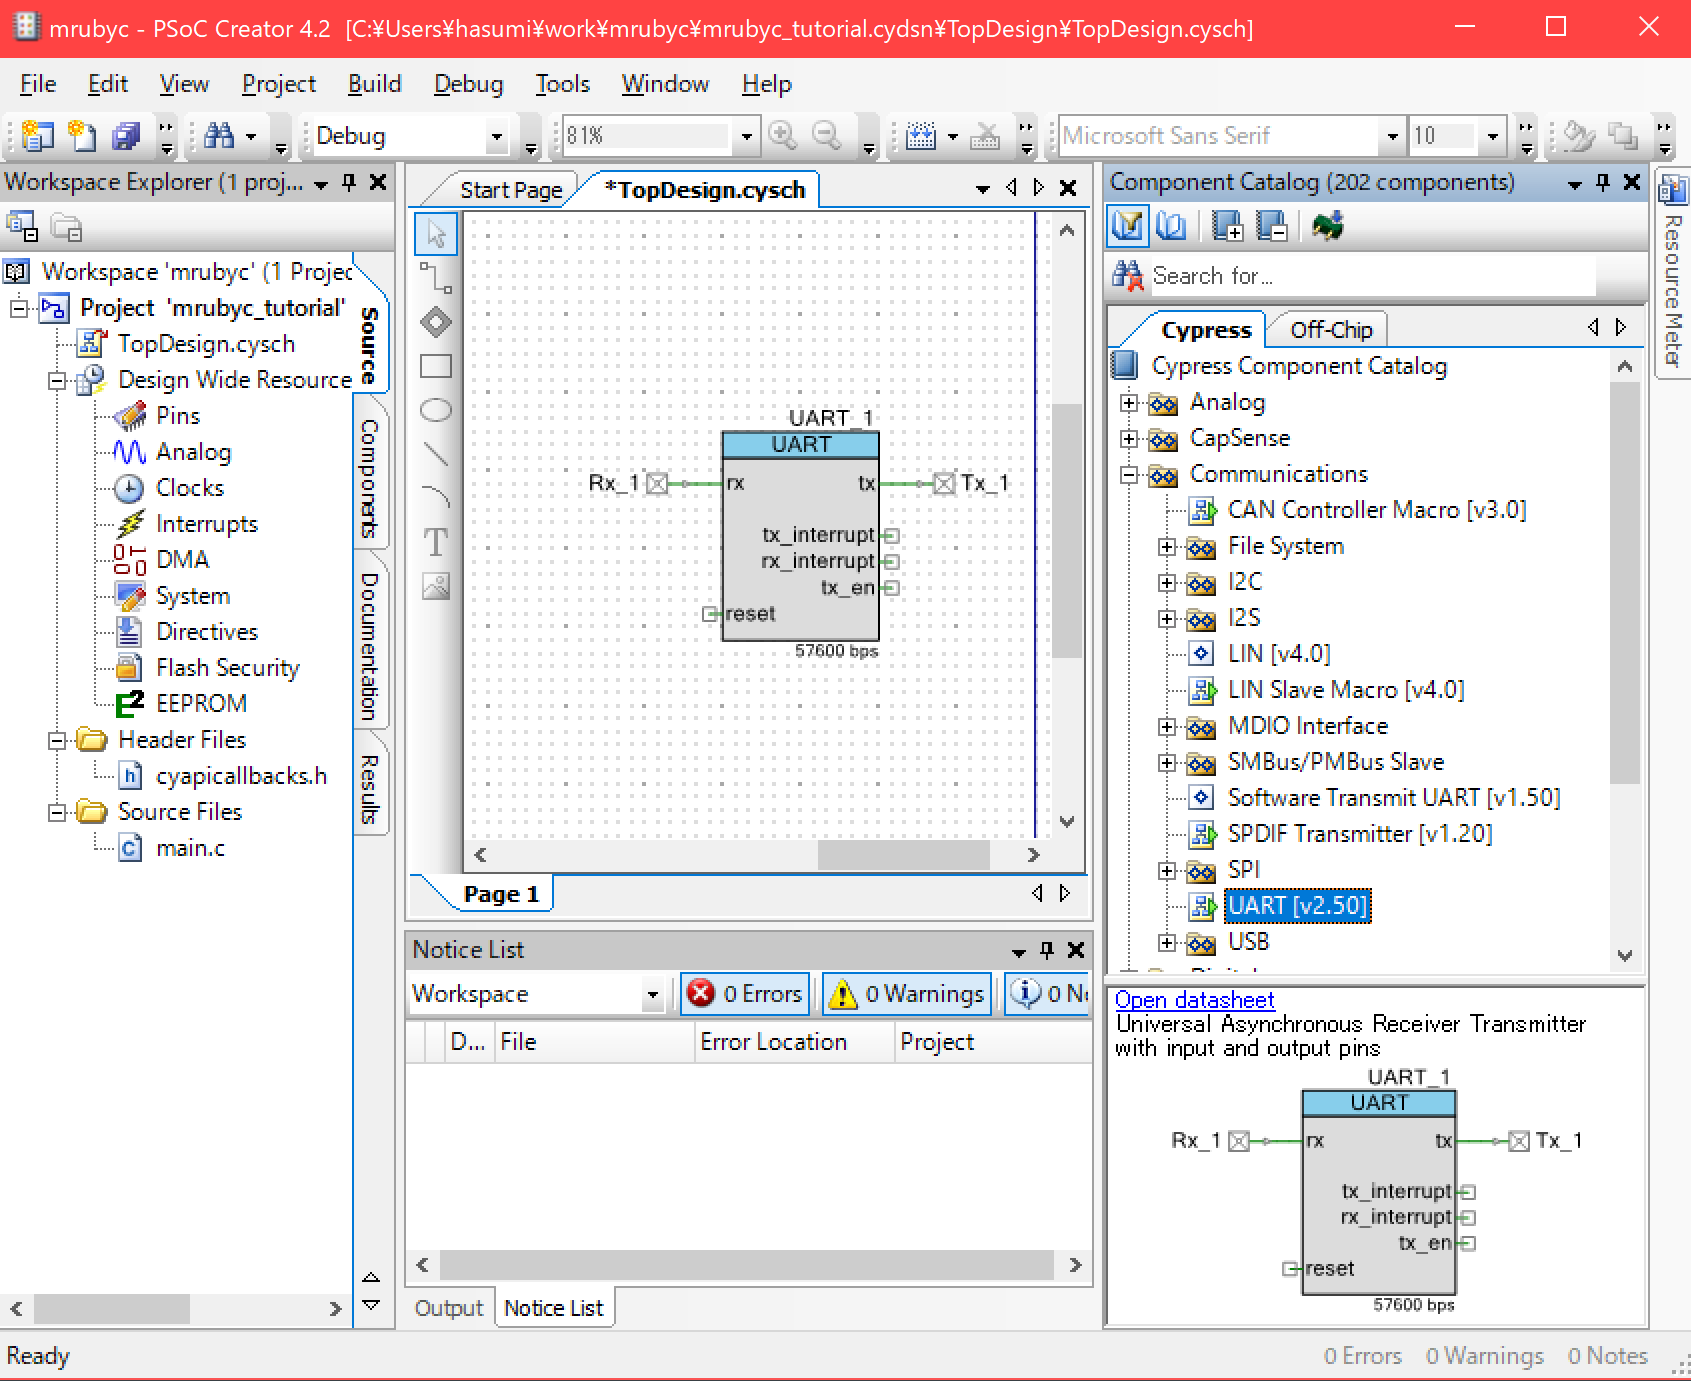 mrubyc - PSoC Creator 4.2  [C:¥Users¥hasumi¥work¥mrubyc¥mrubyc_tutorial.cydsn¥TopDesign¥TopDesign.cysch]
File Edit View Project Build Debug Tools Window Help
Debug 81% Microsoft Sans Serif 10
Workspace Explorer (1 proj...
Workspace 'mrubyc' (1 Projec
Project 'mrubyc_tutorial'
TopDesign.cysch
Design Wide Resource
Pins
Analog
Clocks
Interrupts
DMA
System
Directives
Flash Security
EEPROM
Header Files
cyapicallbacks.h
Source Files
main.c
Source
Components
Documentation
Results
Start Page *TopDesign.cysch
UART_1
UART
Rx_1 rx tx Tx_1
tx_interrupt
rx_interrupt
tx_en
reset
57600 bps
Page 1
Notice List
Workspace 0 Errors 0 Warnings 0 N
D... File Error Location Project
Output Notice List
Component Catalog (202 components)
Search for...
Cypress Off-Chip
Cypress Component Catalog
Analog
CapSense
Communications
CAN Controller Macro [v3.0]
File System
I2C
I2S
LIN [v4.0]
LIN Slave Macro [v4.0]
MDIO Interface
SMBus/PMBus Slave
Software Transmit UART [v1.50]
SPDIF Transmitter [v1.20]
SPI
UART [v2.50]
USB
Open datasheet
Universal Asynchronous Receiver Transmitter
with input and output pins
UART_1
UART
Rx_1 rx tx Tx_1
tx_interrupt
rx_interrupt
tx_en
reset
57600 bps
Resource Meter
Ready 0 Errors 0 Warnings 0 Notes